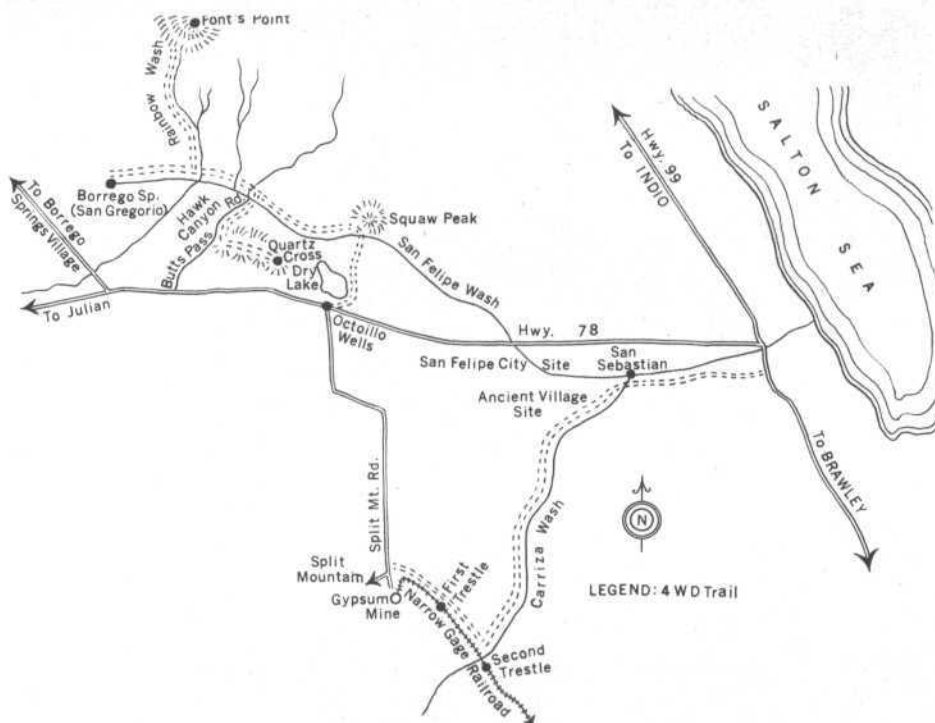 Font's Point
Rainbow Wash
SALTON
SEA
Hwy. 99
To INDIO
Borrego Sp.
(San Gregorio)
To Borrego
Springs Village
Hawk
Canyon Rd.
Butts Pass
Squaw Peak
Quartz
Cross
Dry
Lake
San Felipe Wash
To Julian
Octoillo
Wells
Hwy. 78
San Felipe City Site
San
Sebastian
Ancient Village
Site
To BRAWLEY
Split Mt. Rd.
Carriza Wash
N
Split
Mountain
Gypsum
Mine
First
Trestle
Narrow Gage
Railroad
Second
Trestle
LEGEND: 4 WD Trail